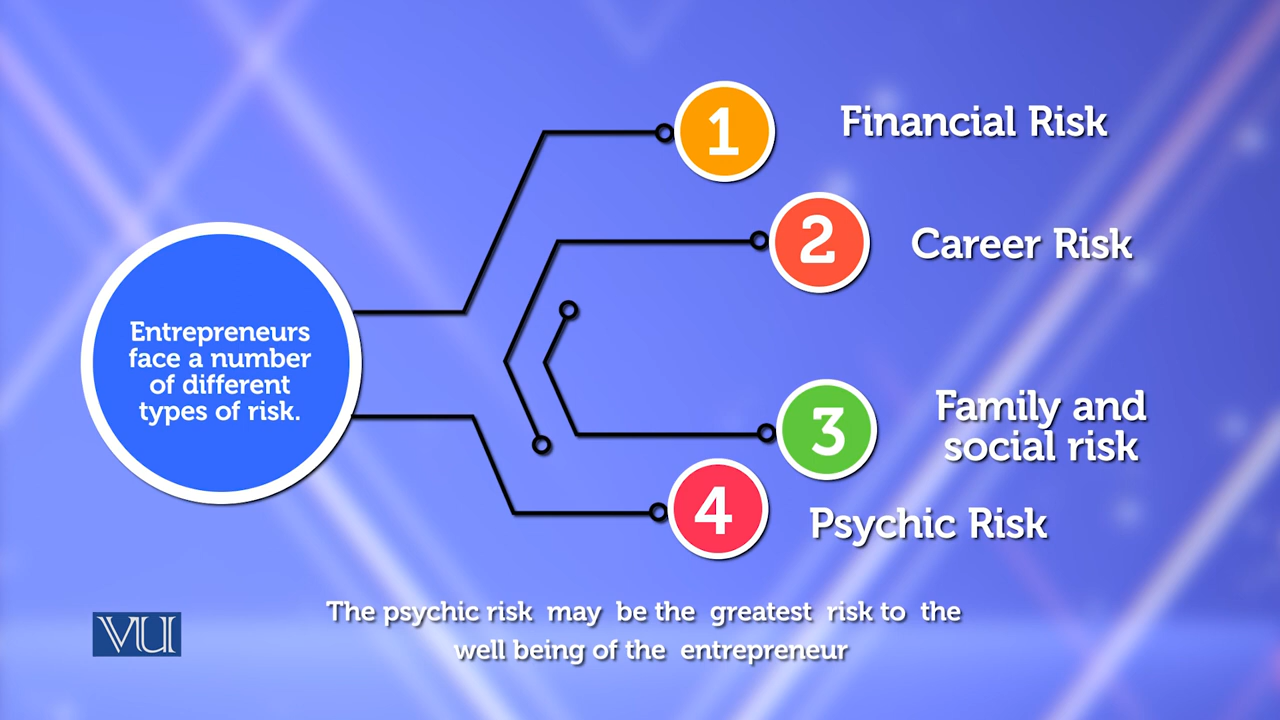 Entrepreneurs
face a number
of different
types of risk.
1
Financial Risk
2
Career Risk
3
Family and
social risk
4
Psychic Risk
The psychic risk may be the greatest risk to the
well being of the entrepreneur
VU